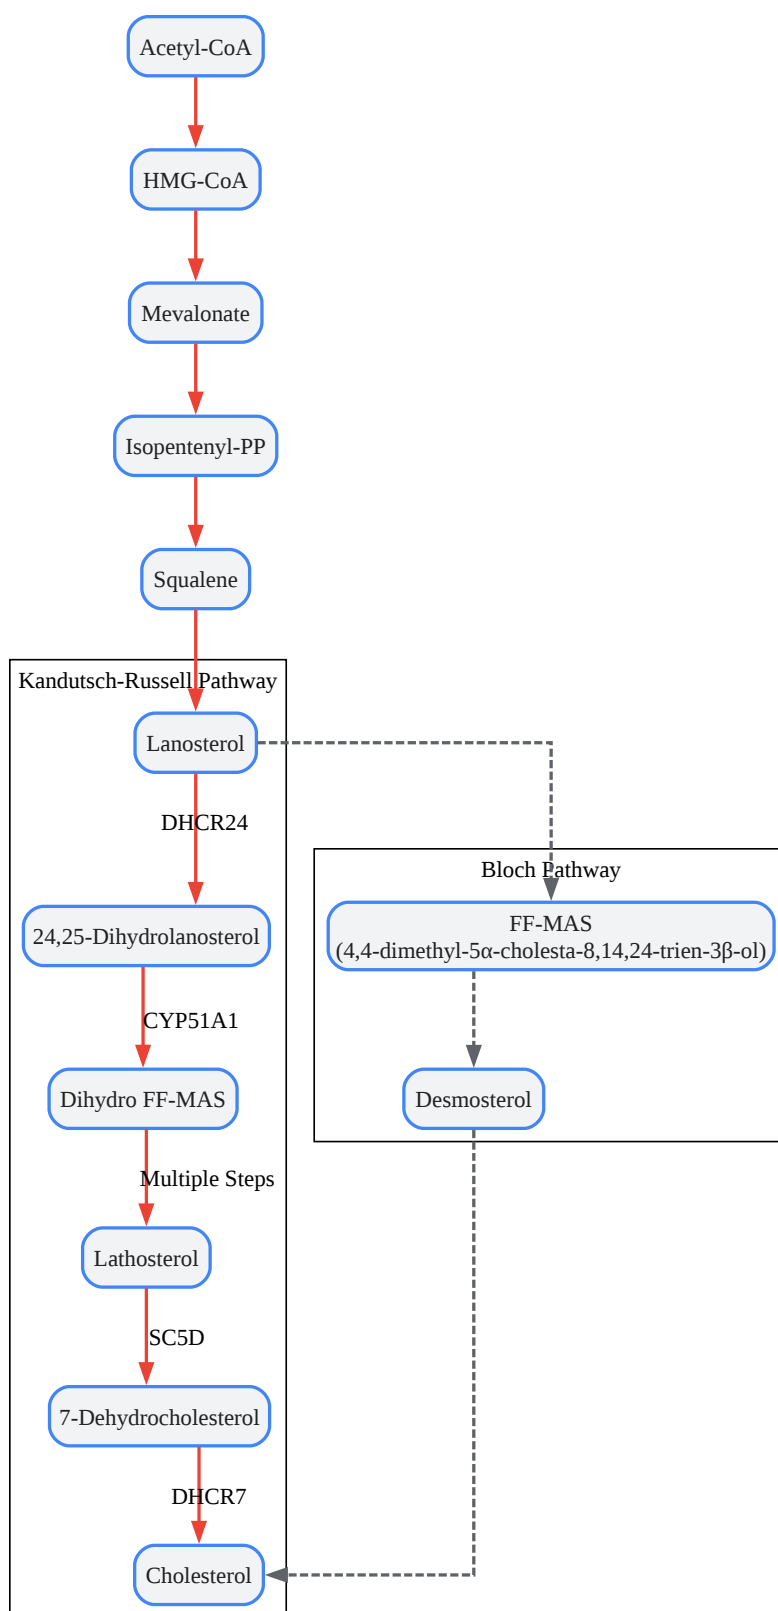 Acetyl-CoA
HMG-CoA
Mevalonate
Isopentenyl-PP
Squalene
Kandutsch-Russell Pathway
Lanosterol
DHCR24
24,25-Dihydrolanosterol
CYP51A1
Dihydro FF-MAS
Multiple Steps
Lathosterol
SC5D
7-Dehydrocholesterol
DHCR7
Cholesterol
Bloch Pathway
FF-MAS
(4,4-dimethyl-5α-cholesta-8,14,24-trien-3β-ol)
Desmosterol